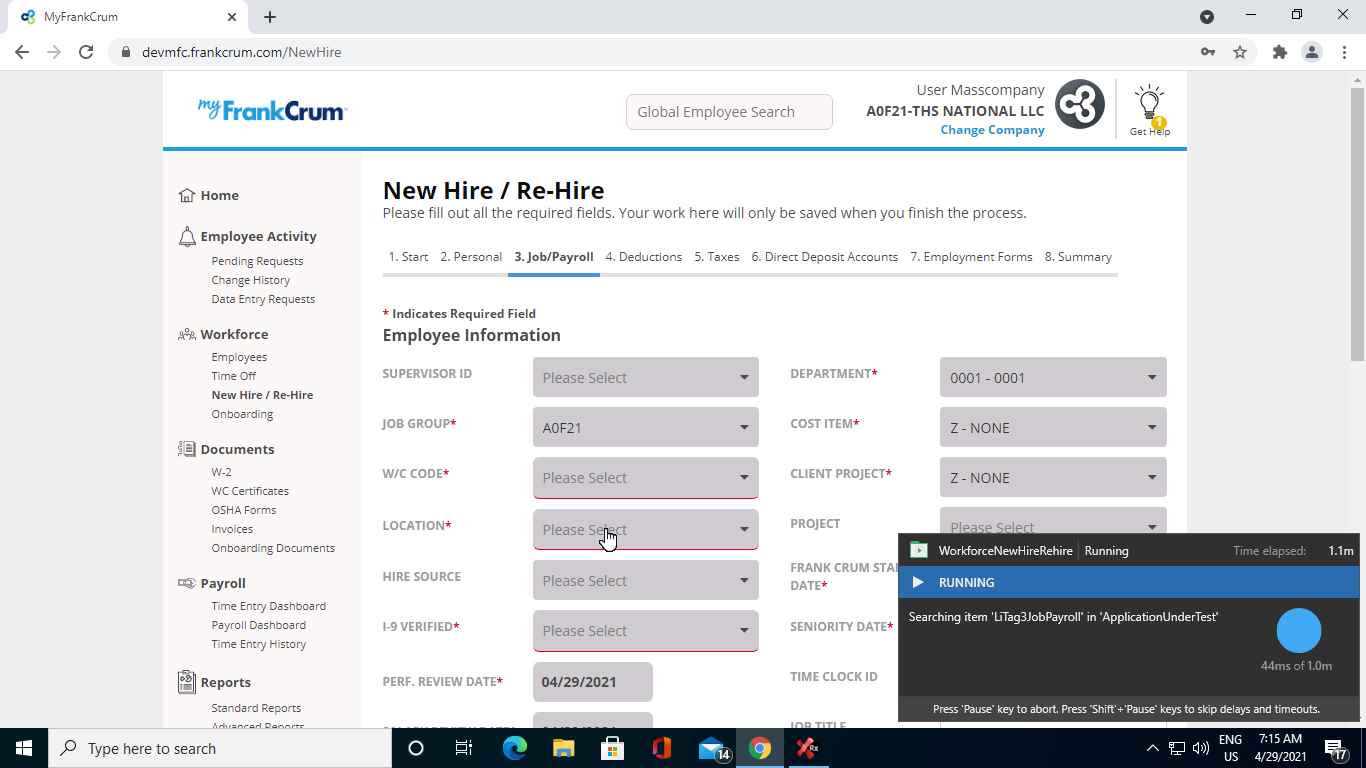 MyFrankCrum
devmfc.frankcrum.com/NewHire
my FrankCrum
Global Employee Search
User Masscompany
A0F21-THS NATIONAL LLC
Change Company
Get Help
1
Home
Employee Activity
Pending Requests
Change History
Data Entry Requests
Workforce
Employees
Time Off
New Hire / Re-Hire
Onboarding
Documents
W-2
WC Certificates
OSHA Forms
Invoices
Onboarding Documents
Payroll
Time Entry Dashboard
Payroll Dashboard
Time Entry History
Reports
Standard Reports
Advanced Reports
New Hire / Re-Hire
Please fill out all the required fields. Your work here will only be saved when you finish the process.
1. Start 2. Personal 3. Job/Payroll 4. Deductions 5. Taxes 6. Direct Deposit Accounts 7. Employment Forms 8. Summary
* Indicates Required Field
Employee Information
SUPERVISOR ID Please Select DEPARTMENT* 0001 - 0001
JOB GROUP* A0F21 COST ITEM* Z - NONE
W/C CODE* Please Select CLIENT PROJECT* Z - NONE
LOCATION* Please Select PROJECT Please Select
HIRE SOURCE Please Select FRANK CRUM STA
DATE*
I-9 VERIFIED* Please Select SENIORITY DATE*
PERF. REVIEW DATE* 04/29/2021 TIME CLOCK ID
JOB TITLE
WorkforceNewHireRehire Running Time elapsed: 1.1m
RUNNING
Searching item 'LiTag3JobPayroll' in 'ApplicationUnderTest'
44ms of 1.0m
Press 'Pause' key to abort. Press 'Shift'+'Pause' keys to skip delays and timeouts.
Type here to search
14
Rx
ENG
US
7:15 AM
4/29/2021
17